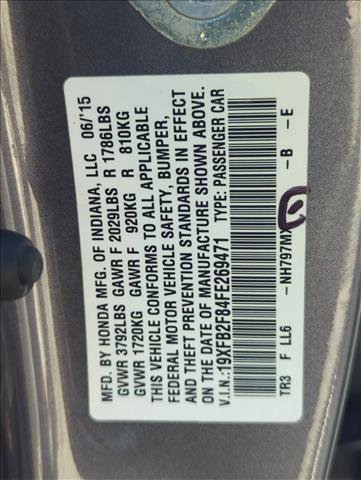 MFD. BY HONDA MFG. OF INDIANA, LLC 06/'15
GVWR 3792LBS GAWR F 2029LBS R 1786LBS
GVWR 1720KG GAWR F 920KG R 810KG
THIS VEHICLE CONFORMS TO ALL APPLICABLE
FEDERAL MOTOR VEHICLE SAFETY, BUMPER,
AND THEFT PREVENTION STANDARDS IN EFFECT
ON THE DATE OF MANUFACTURE SHOWN ABOVE.
V.I.N.:19XFB2F84FE269471 TYPE: PASSENGER CAR
TR3 F LL6 -NH797M - B - E